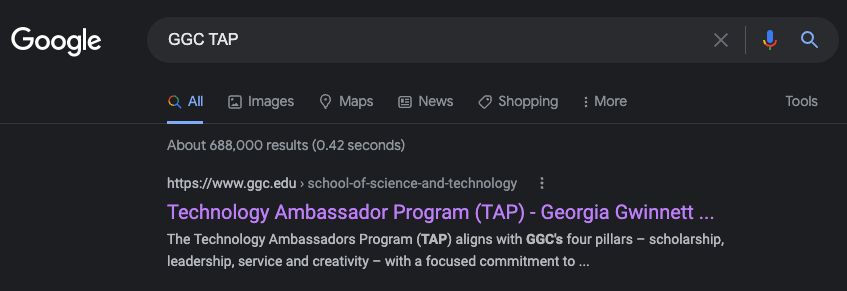 Google
GGC TAP
All Images Maps News Shopping More Tools
About 688,000 results (0.42 seconds)
https://www.ggc.edu › school-of-science-and-technology
Technology Ambassador Program (TAP) - Georgia Gwinnett ...
The Technology Ambassadors Program (TAP) aligns with GGC's four pillars – scholarship,
leadership, service and creativity – with a focused commitment to ...